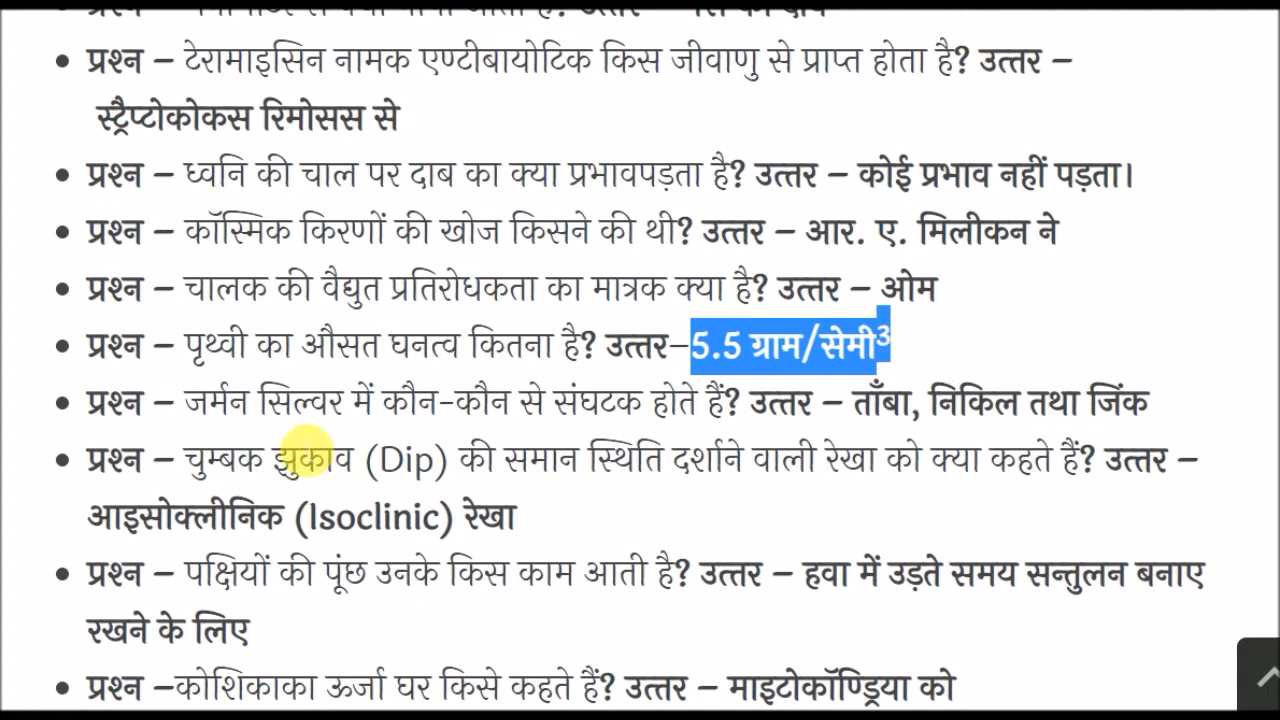 प्रश्न – टेरामाइसिन नामक एण्टीबायोटिक किस जीवाणु से प्राप्त होता है? उत्तर –
स्ट्रैप्टोकोकस रिमोसस से
प्रश्न – ध्वनि की चाल पर दाब का क्या प्रभावपड़ता है? उत्तर – कोई प्रभाव नहीं पड़ता।
प्रश्न – कॉस्मिक किरणों की खोज किसने की थी? उत्तर – आर. ए. मिलीकन ने
प्रश्न – चालक की वैद्युत प्रतिरोधकता का मात्रक क्या है? उत्तर – ओम
प्रश्न – पृथ्वी का औसत घनत्व कितना है? उत्तर–5.5 ग्राम/सेमी³
प्रश्न – जर्मन सिल्वर में कौन-कौन से संघटक होते हैं? उत्तर – ताँबा, निकिल तथा जिंक
प्रश्न – चुम्बक झुकाव (Dip) की समान स्थिति दर्शाने वाली रेखा को क्या कहते हैं? उत्तर –
आइसोक्लीनिक (Isoclinic) रेखा
प्रश्न – पक्षियों की पूंछ उनके किस काम आती है? उत्तर – हवा में उड़ते समय सन्तुलन बनाए
रखने के लिए
प्रश्न –कोशिकाका ऊर्जा घर किसे कहते हैं? उत्तर – माइटोकॉण्ड्रिया को